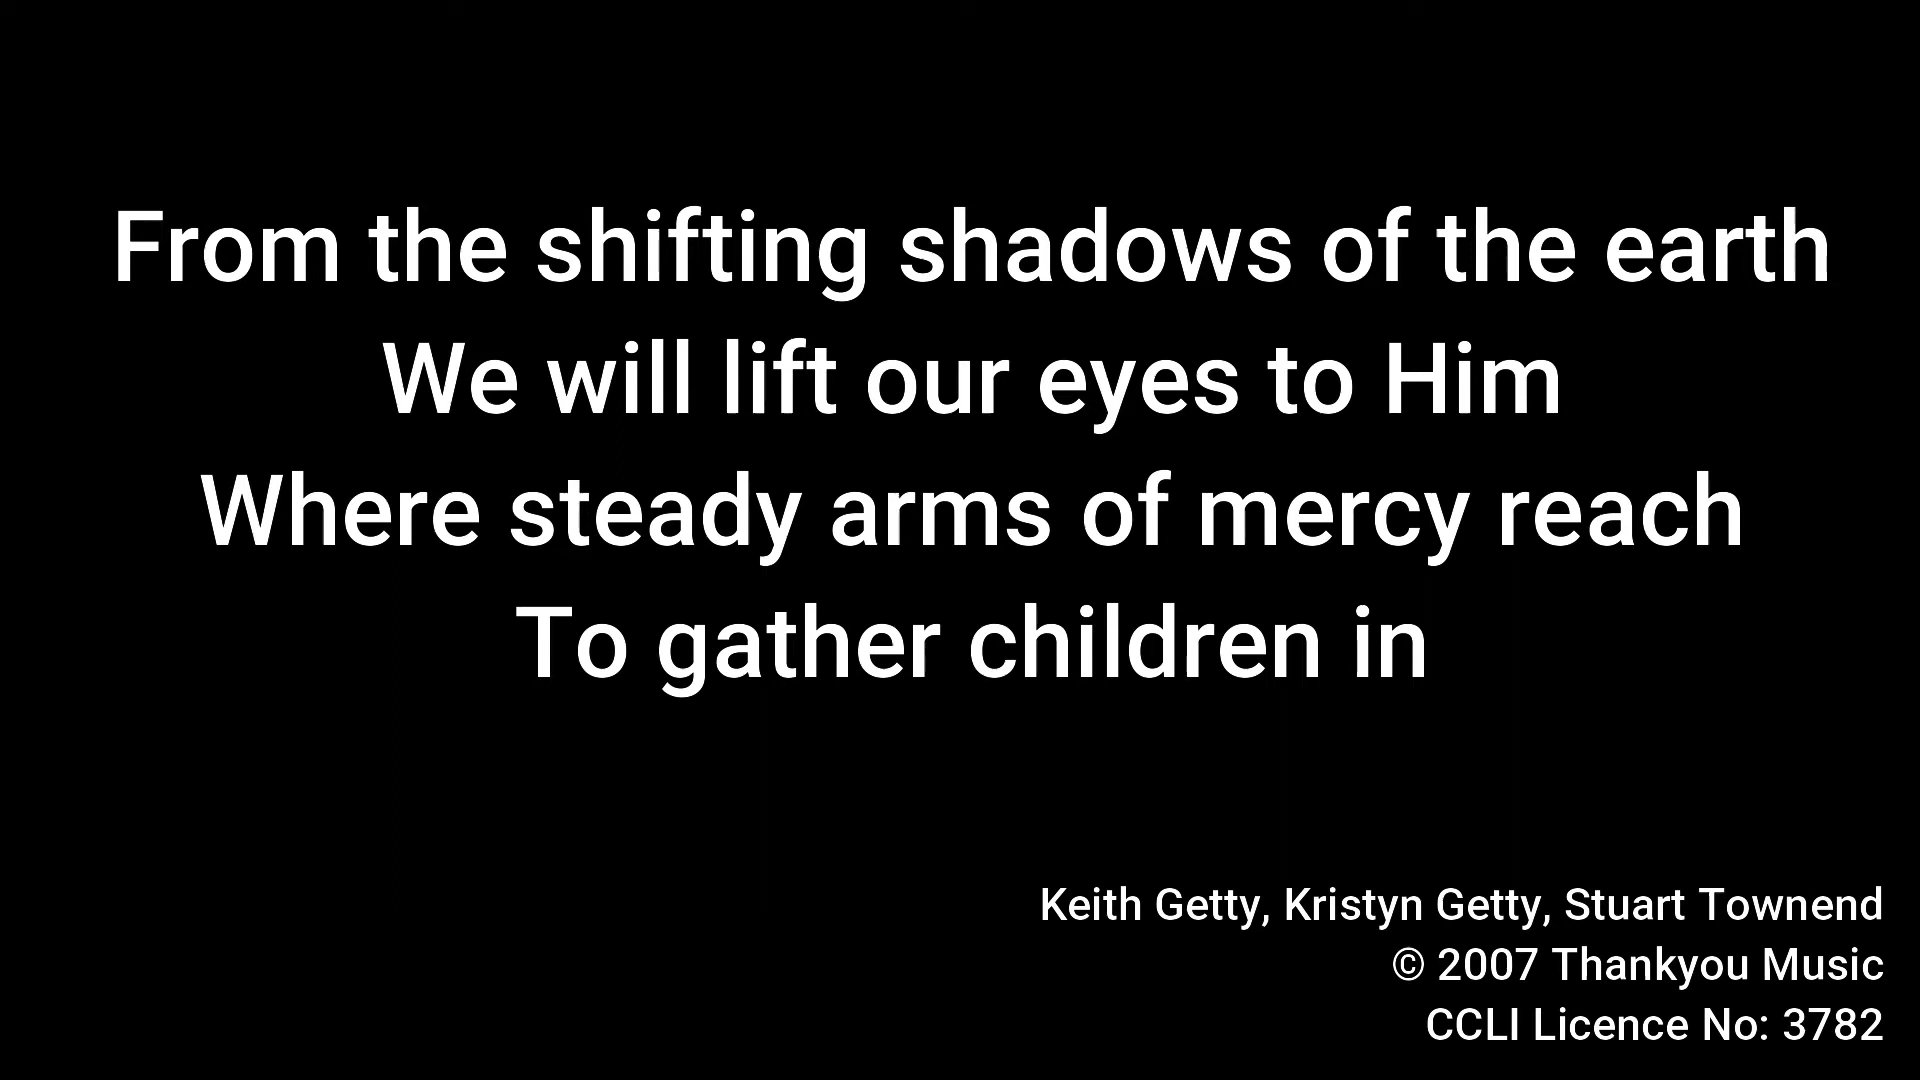 From the shifting shadows of the earth
We will lift our eyes to Him
Where steady arms of mercy reach
To gather children in
Keith Getty, Kristyn Getty, Stuart Townend
© 2007 Thankyou Music
CCLI Licence No: 3782